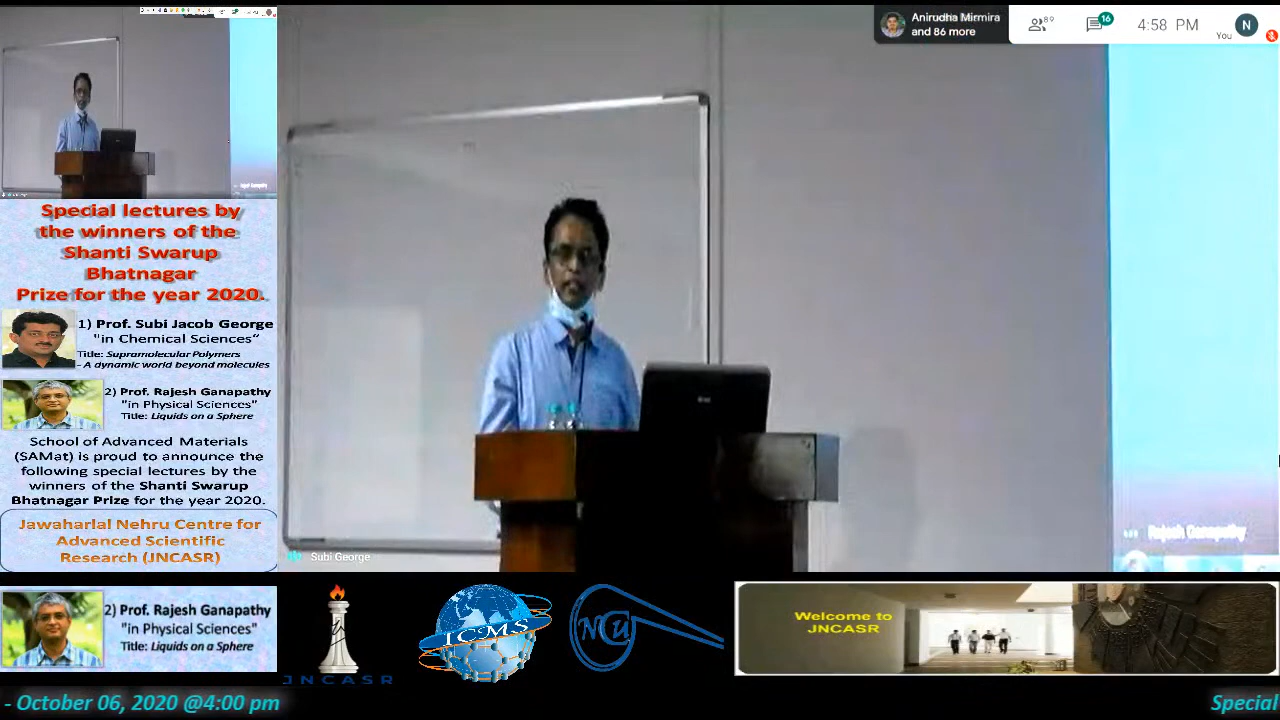 Anirudha Mirmira
and 86 more
89
16
4:58 PM
You
N
Special lectures by
the winners of the
Shanti Swarup
Bhatnagar
Prize for the year 2020.
1) Prof. Subi Jacob George
"in Chemical Sciences“
Title: Supramolecular Polymers
- A dynamic world beyond molecules
2) Prof. Rajesh Ganapathy
"in Physical Sciences"
Title: Liquids on a Sphere
School of Advanced Materials
(SAMat) is proud to announce the
following special lectures by the
winners of the Shanti Swarup
Bhatnagar Prize for the year 2020.
Jawaharlal Nehru Centre for
Advanced Scientific
Research (JNCASR)
Subi George
Rajesh Ganapathy
2) Prof. Rajesh Ganapathy
"in Physical Sciences"
Title: Liquids on a Sphere
JNCASR
ICMS
NCU
Welcome to
JNCASR
- October 06, 2020 @4:00 pm
Special